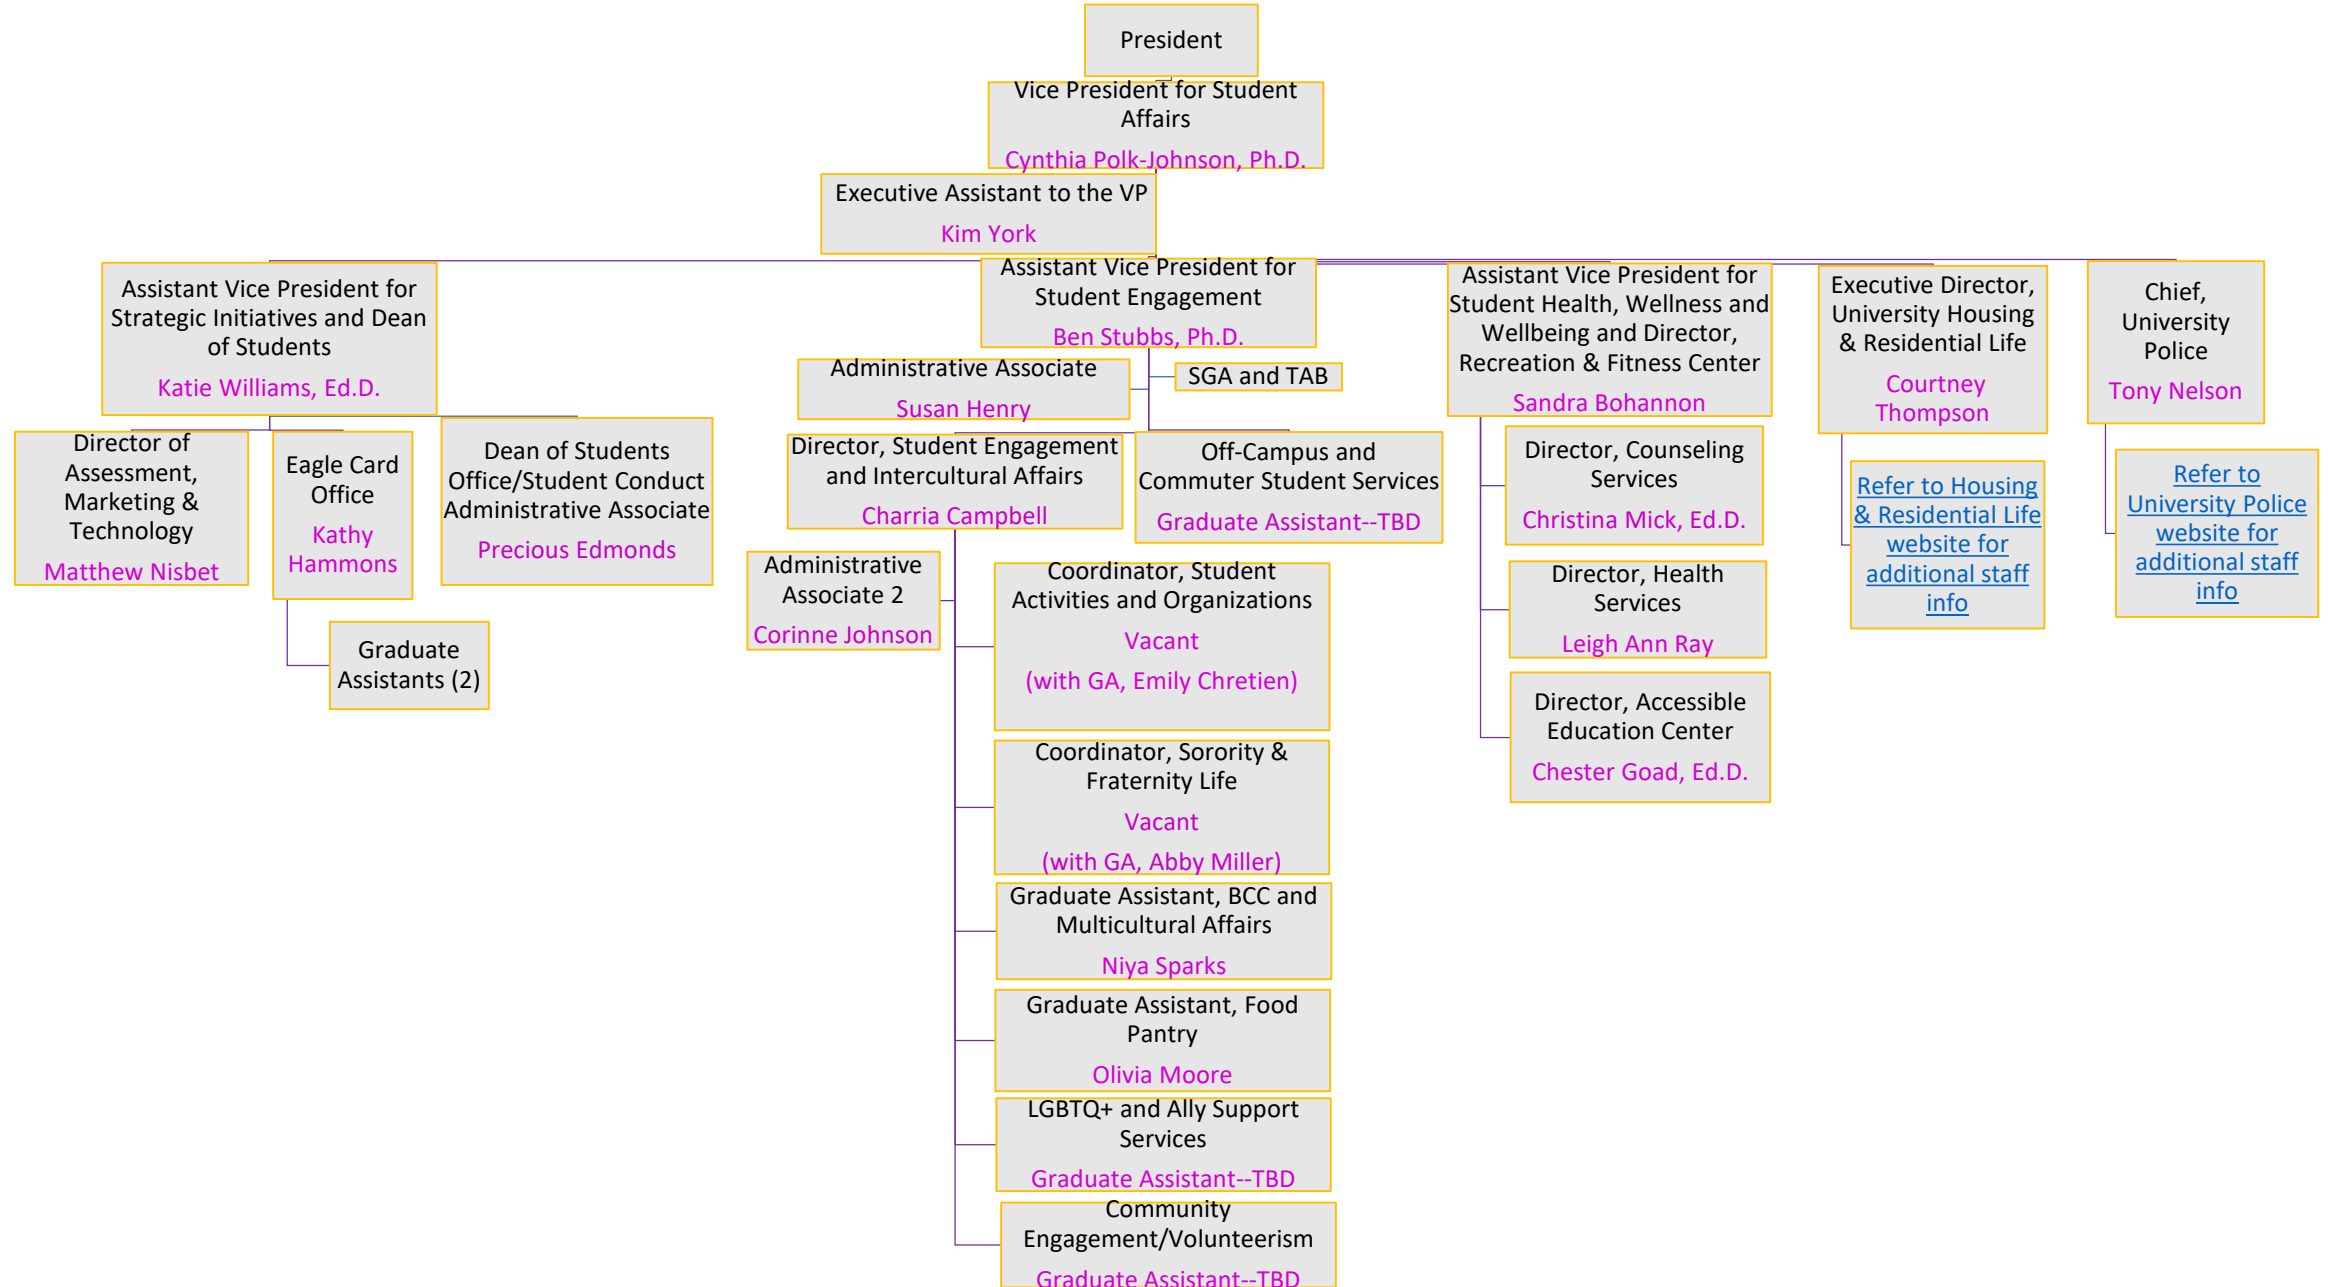 President
Vice President for Student
Affairs
Cynthia Polk-Johnson, Ph.D.
Executive Assistant to the VP
Kim York
Assistant Vice President for
Strategic Initiatives and Dean
of Students
Katie Williams, Ed.D.
Director of
Assessment,
Marketing &
Technology
Matthew Nisbet
Eagle Card
Office
Kathy
Hammons
Graduate
Assistants (2)
Dean of Students
Office/Student Conduct
Administrative Associate
Precious Edmonds
Assistant Vice President for
Student Engagement
Ben Stubbs, Ph.D.
Administrative Associate
Susan Henry
SGA and TAB
Director, Student Engagement
and Intercultural Affairs
Charria Campbell
Off-Campus and
Commuter Student Services
Graduate Assistant--TBD
Administrative
Associate 2
Corinne Johnson
Coordinator, Student
Activities and Organizations
Vacant
(with GA, Emily Chretien)
Coordinator, Sorority &
Fraternity Life
Vacant
(with GA, Abby Miller)
Graduate Assistant, BCC and
Multicultural Affairs
Niya Sparks
Graduate Assistant, Food
Pantry
Olivia Moore
LGBTQ+ and Ally Support
Services
Graduate Assistant--TBD
Community
Engagement/Volunteerism
Graduate Assistant--TBD
Assistant Vice President for
Student Health, Wellness and
Wellbeing and Director,
Recreation & Fitness Center
Sandra Bohannon
Director, Counseling
Services
Christina Mick, Ed.D.
Director, Health
Services
Leigh Ann Ray
Director, Accessible
Education Center
Chester Goad, Ed.D.
Executive Director,
University Housing
& Residential Life
Courtney
Thompson
Refer to Housing
& Residential Life
website for
additional staff
info
Chief,
University
Police
Tony Nelson
Refer to
University Police
website for
additional staff
info